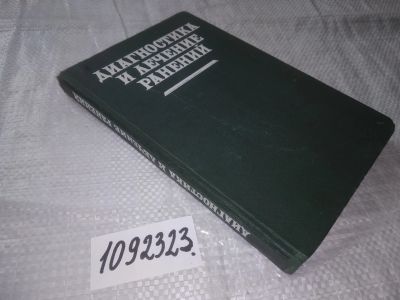 ДИАГНОСТИКА
И ЛЕЧЕНИЕ
РАНЕНИЙ
ДИАГНОСТИКА И ЛЕЧЕНИЕ РАНЕНИЙ
1092323.